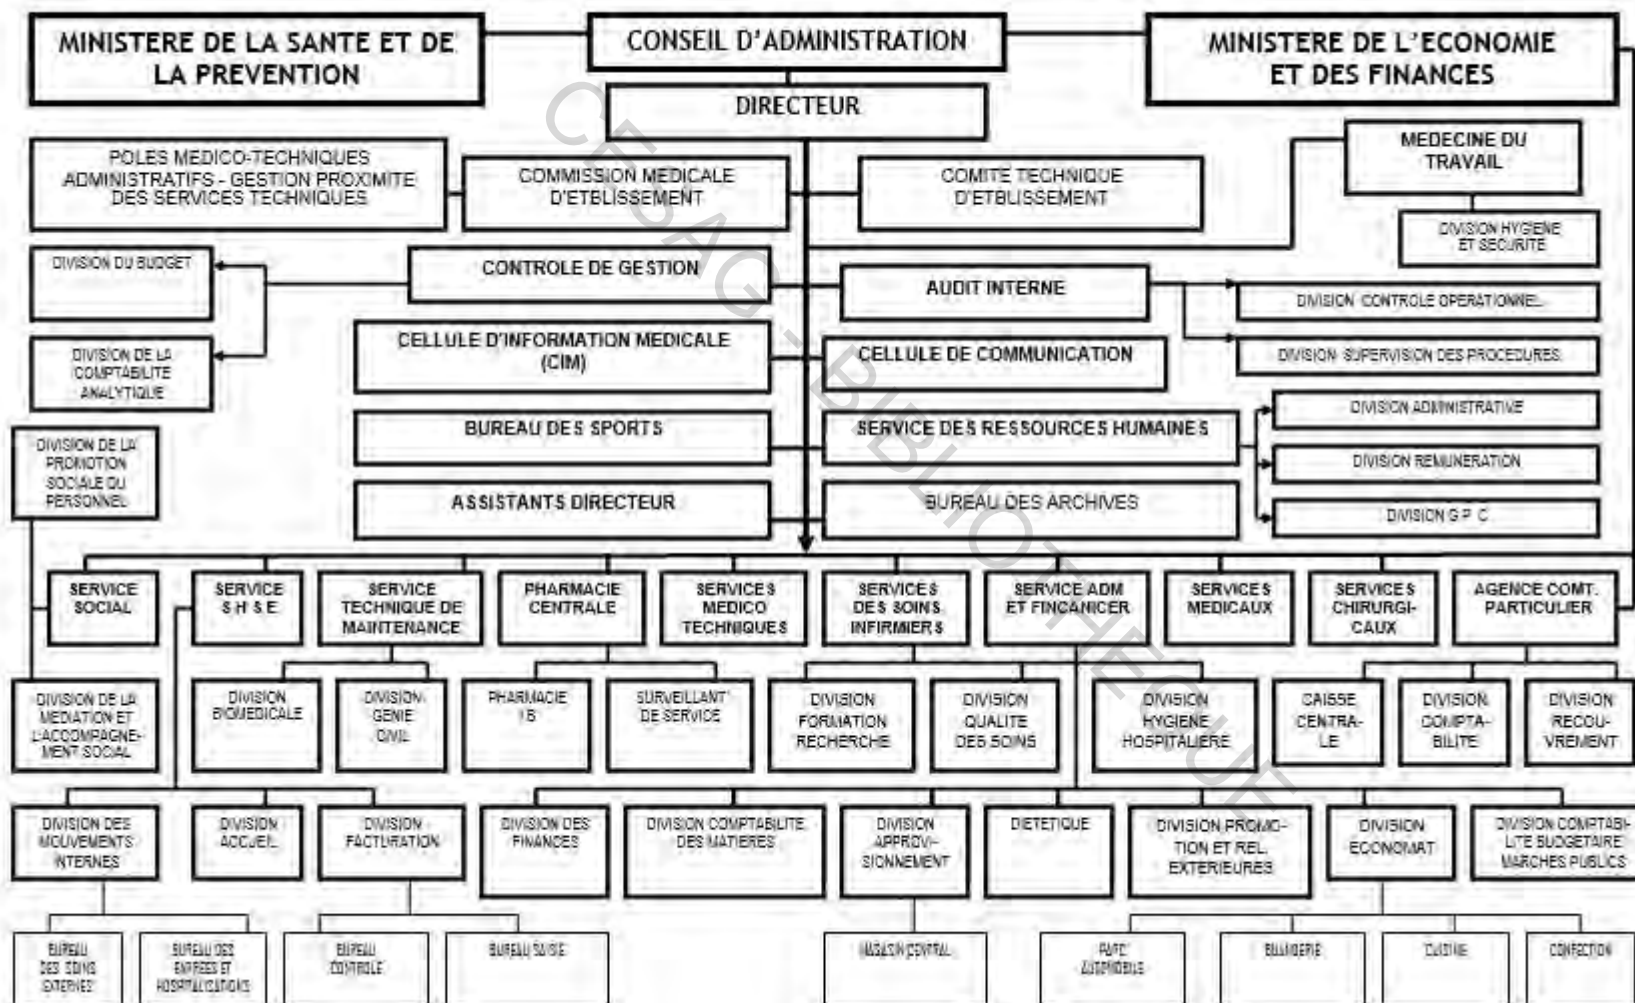 MINISTERE DE LA SANTE ET DE
LA PREVENTION
CONSEIL D'ADMINISTRATION
MINISTERE DE L'ECONOMIE
ET DES FINANCES
DIRECTEUR
POLES MEDICO-TECHNIQUES
ADMINISTRATIFS - GESTION PROXIMITE
DES SERVICES TECHNIQUES
COMMISSION MEDICALE
D'ETBLISSEMENT
COMITE TECHNIQUE
D'ETBLISSEMENT
MEDECINE DU
TRAVAIL
DIVISION HYGIENE
ET SECURITE
DIVISION DU BUDGET
CONTROLE DE GESTION
AUDIT INTERNE
DIVISION CONTROLE OPERATIONNEL
DIVISION DE LA
COMPTABILITE
ANALYTIQUE
CELLULE D'INFORMATION MEDICALE
(CIM)
CELLULE DE COMMUNICATION
DIVISION SUPERVISION DES PROCEDURES
DIVISION DE LA
PROMOTION
SOCIALE DU
PERSONNEL
BUREAU DES SPORTS
SERVICE DES RESSOURCES HUMAINES
DIVISION ADMINISTRATIVE
DIVISION REMUNERATION
ASSISTANTS DIRECTEUR
BUREAU DES ARCHIVES
DIVISION G P C
SERVICE
SOCIAL
SERVICE
S H S E
SERVICE
TECHNIQUE DE
MAINTENANCE
PHARMACIE
CENTRALE
SERVICES
MEDICO
TECHNIQUES
SERVICES
DES SOINS
INFIRMIERS
SERVICE ADM
ET FINCANICER
SERVICES
MEDICAUX
SERVICES
CHIRURGI-
CAUX
AGENCE COMT.
PARTICULIER
DIVISION DE LA
MEDIATION ET
L'ACCOMPAGNE-
MENT SOCIAL
DIVISION
BIOMEDICALE
DIVISION
GENIE
CIVIL
PHARMACIE
I B
SURVEILLANT
DE SERVICE
DIVISION
FORMATION
RECHERCHE
DIVISION
QUALITE
DES SOINS
DIVISION
HYGIENE
HOSPITALIERE
CAISSE
CENTRA-
LE
DIVISION
COMPTA-
BILITE
DIVISION
RECOU-
VREMENT
DIVISION DES
MOUVEMENTS
INTERNES
DIVISION
ACCUEIL
DIVISION
FACTURATION
DIVISION DES
FINANCES
DIVISION COMPTABILITE
DES MATIERES
DIVISION
APPROVI-
SIONNEMENT
DIETETIQUE
DIVISION PROMO-
TION ET REL.
EXTERIEURES
DIVISION
ECONOMAT
DIVISION COMPTABI-
LITE BUDGETAIRE
MARCHES PUBLICS
BUREAU
DES SOINS
EXTERNES
BUREAU DES
ENTREES ET
HOSPITALISATIONS
BUREAU
CONTROLE
BUREAU SAISIE
MAGASIN CENTRAL
PARC
AUTOMOBILE
BUANDERIE
CUISINE
CONFECTION
CESAG - BIBLIOTHEQUE